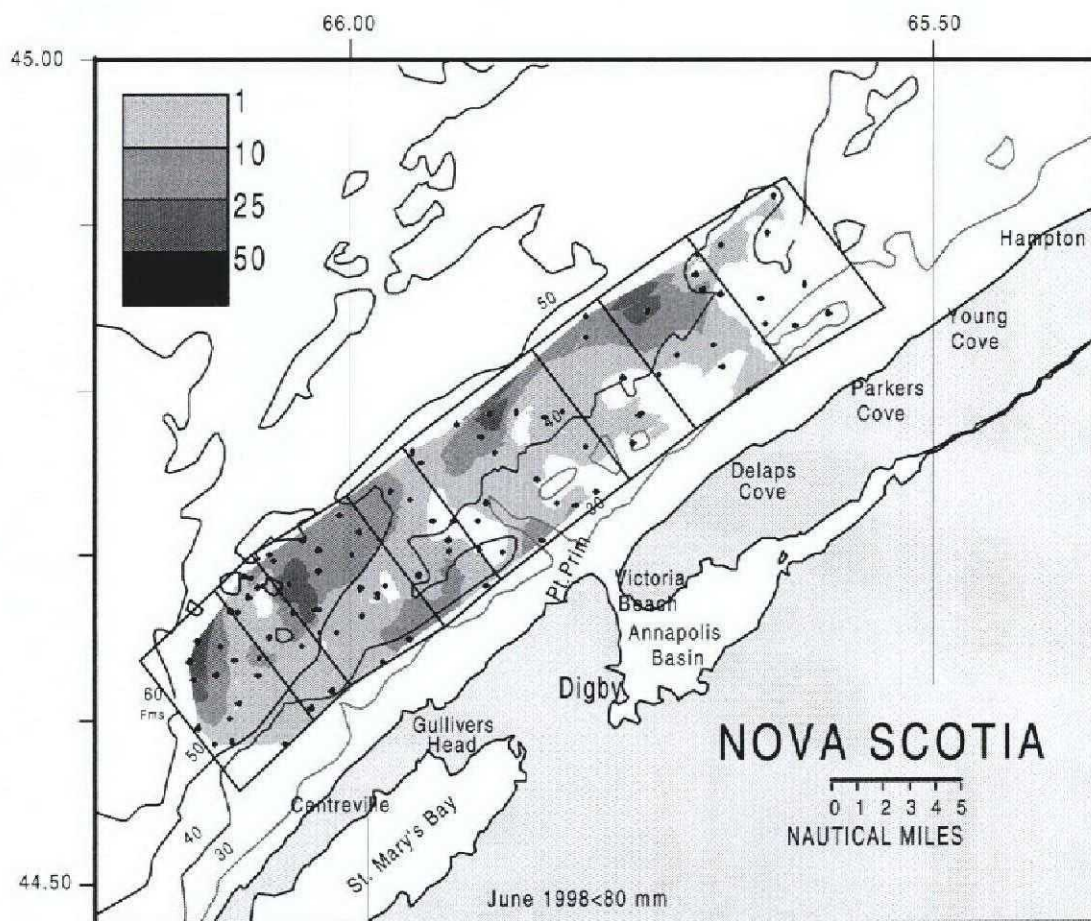 66.00
65.50
45.00
1
10
25
50
Hampton
50
Young
Cove
Parkers
Cove
40
Delaps
Cove
30
Pt.Prim
Victoria
Beach
Annapolis
Basin
Digby
60
Fms
50
Gullivers
Head
NOVA SCOTIA
0 1 2 3 4 5
NAUTICAL MILES
Centreville
40
30
St. Mary's Bay
44.50
June 1998<80 mm